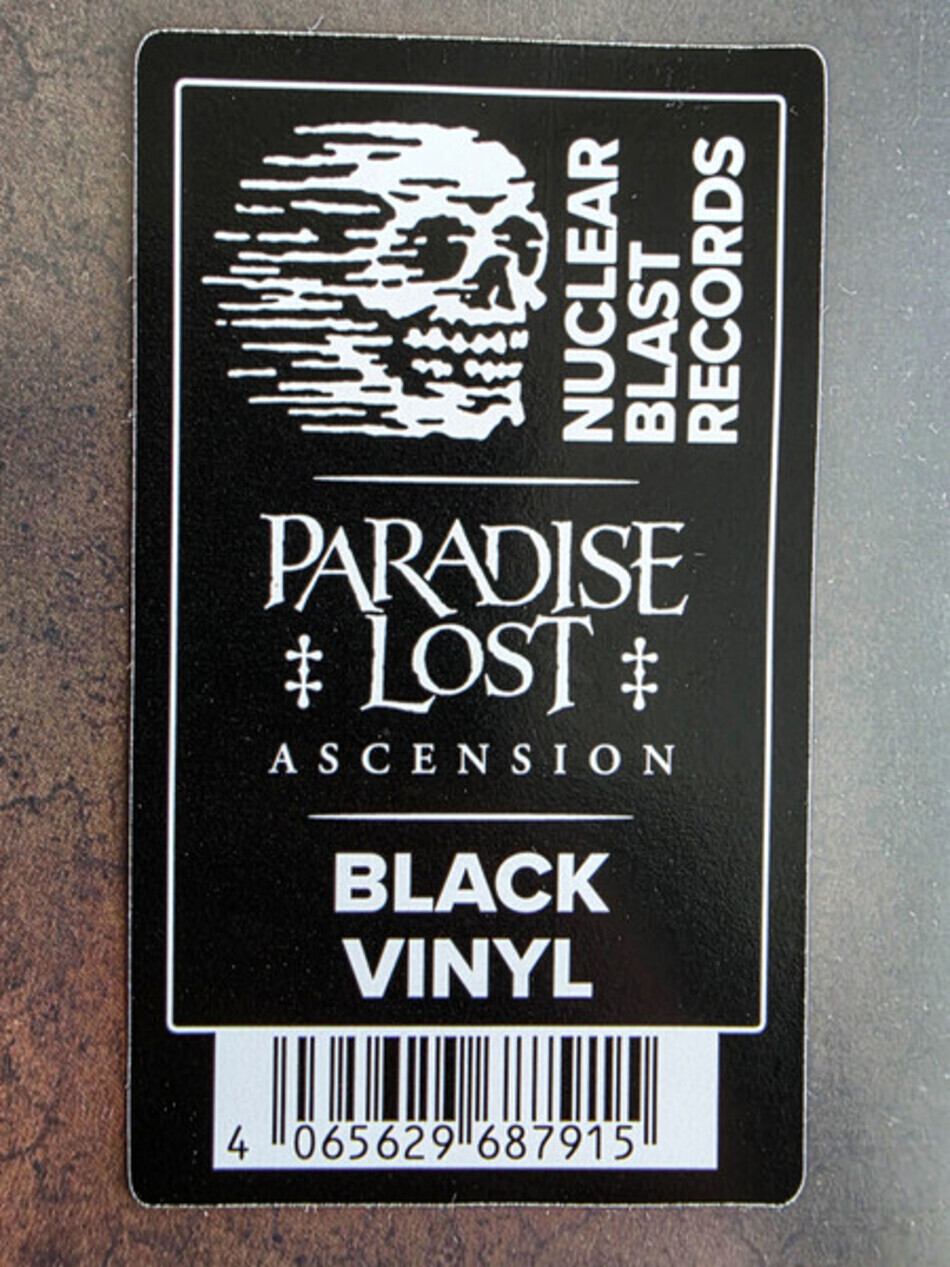 NUCLEAR
BLAST
RECORDS
PARADISE
‡ LOST ‡
ASCENSION
BLACK
VINYL
4 065629 687915